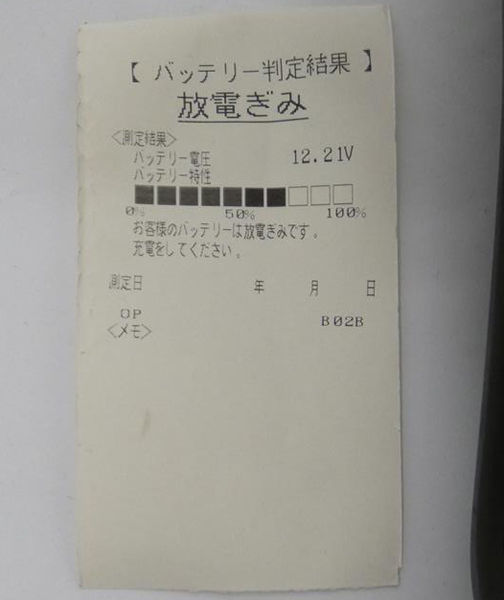 【 バッテリー判定結果 】
放電ぎみ
<測定結果>
バッテリー電圧 12.21V
バッテリー特性
0% 50% 100%
お客様のバッテリーは放電ぎみです。
充電をしてください。
測定日 年 月 日
OP B02B
<メモ>